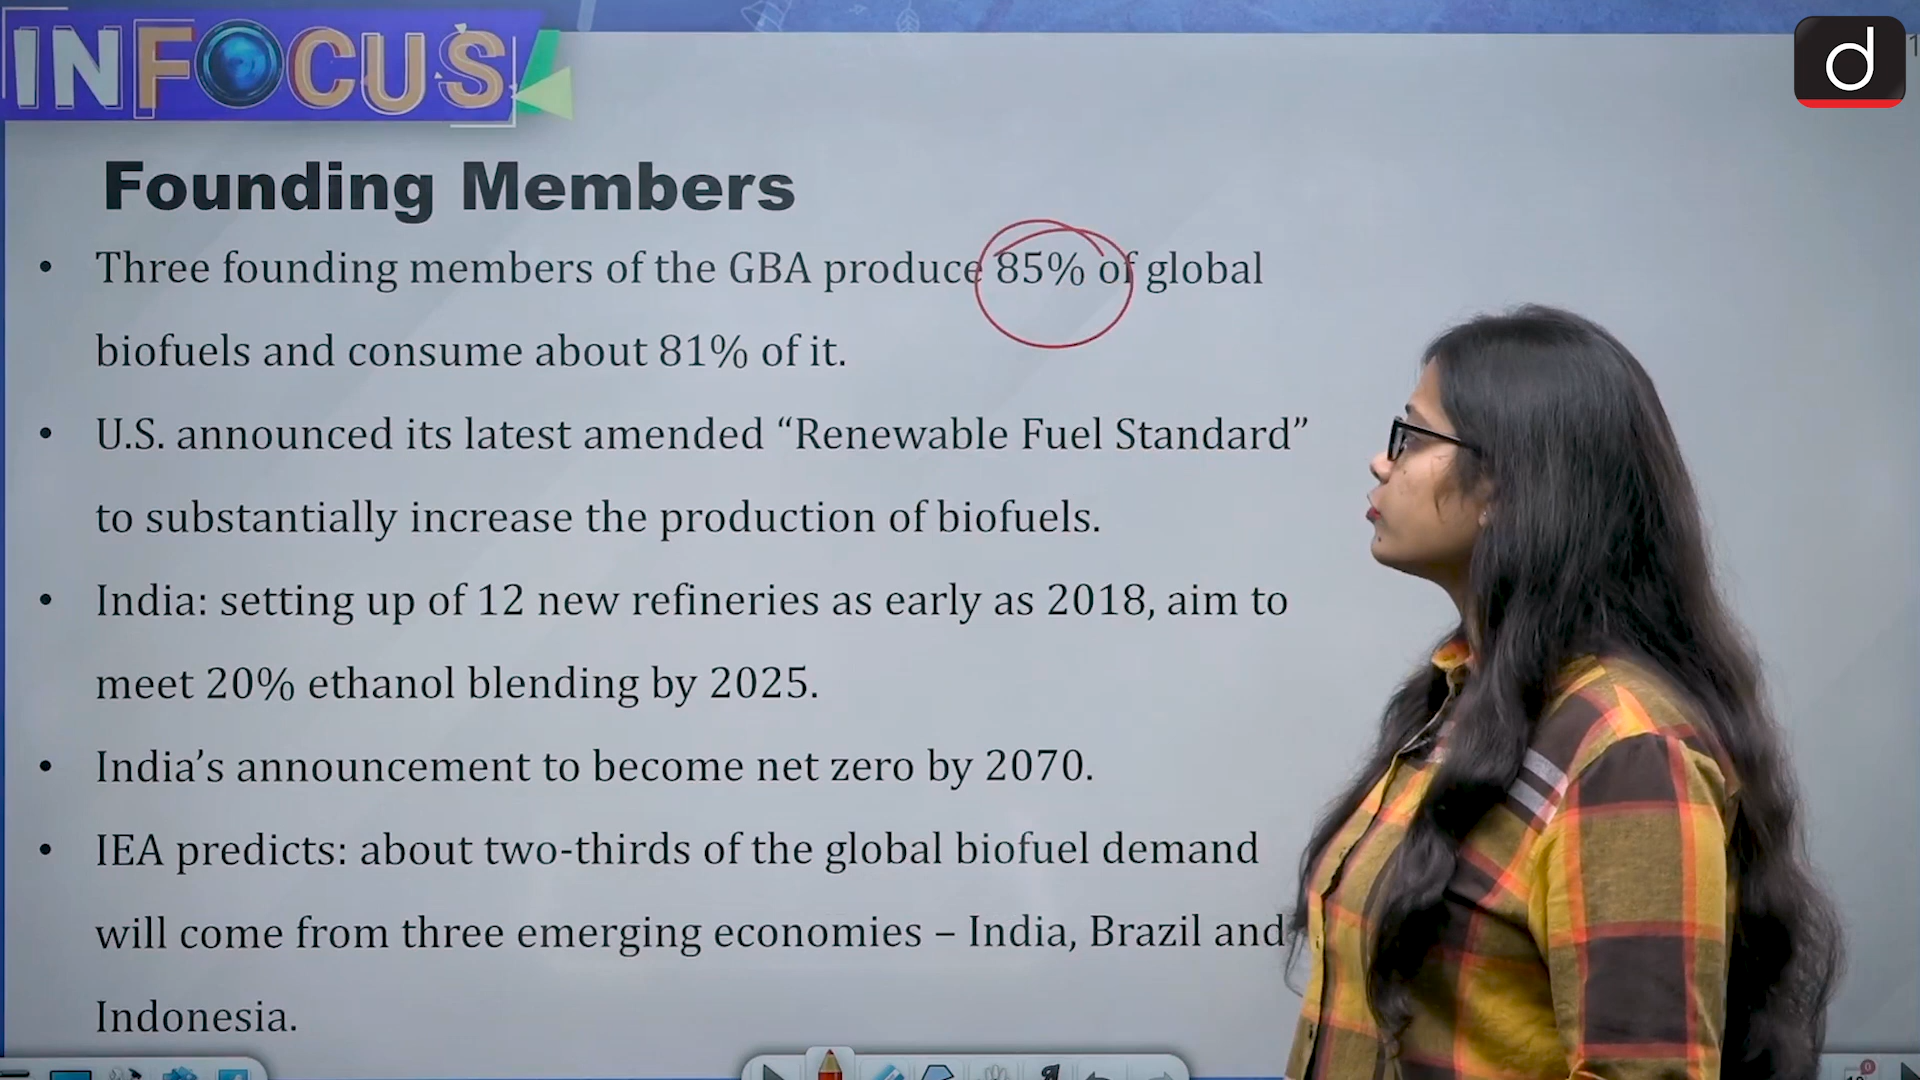 INFOCUS
d
Founding Members
• Three founding members of the GBA produce 85% of global
biofuels and consume about 81% of it.
• U.S. announced its latest amended “Renewable Fuel Standard”
to substantially increase the production of biofuels.
• India: setting up of 12 new refineries as early as 2018, aim to
meet 20% ethanol blending by 2025.
• India’s announcement to become net zero by 2070.
• IEA predicts: about two-thirds of the global biofuel demand
will come from three emerging economies – India, Brazil and
Indonesia.